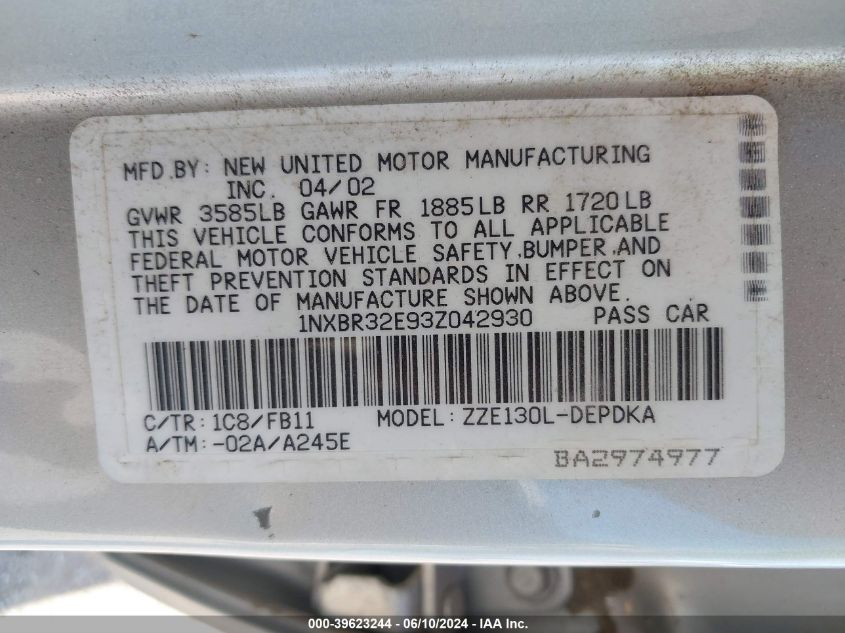 MFD.BY: NEW UNITED MOTOR MANUFACTURING
INC. 04/02
GVWR 3585LB GAWR FR 1885LB RR 1720LB
THIS VEHICLE CONFORMS TO ALL APPLICABLE
FEDERAL MOTOR VEHICLE SAFETY,BUMPER,AND
THEFT PREVENTION STANDARDS IN EFFECT ON
THE DATE OF MANUFACTURE SHOWN ABOVE.
1NXBR32E93Z042930 PASS CAR
C/TR: 1C8/FB11 MODEL: ZZE130L-DEPDKA
A/TM: -02A/A245E
BA2974977
000-39623244 - 06/10/2024 - IAA, Inc.